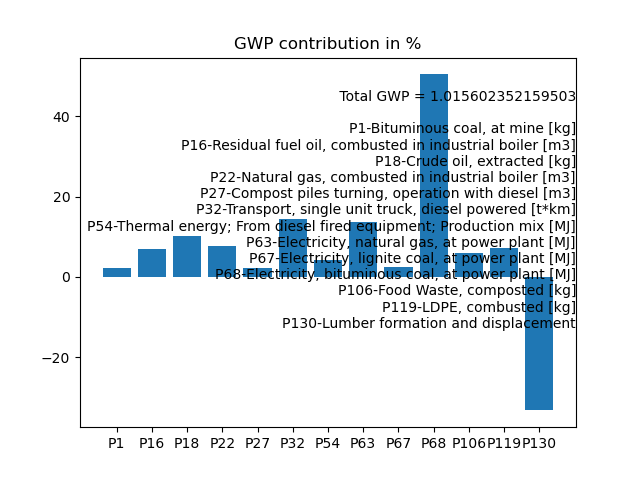 GWP contribution in %
Total GWP = 1.015602352159503
P1-Bituminous coal, at mine [kg]
P16-Residual fuel oil, combusted in industrial boiler [m3]
P18-Crude oil, extracted [kg]
P22-Natural gas, combusted in industrial boiler [m3]
P27-Compost piles turning, operation with diesel [m3]
P32-Transport, single unit truck, diesel powered [t*km]
P54-Thermal energy; From diesel fired equipment; Production mix [MJ]
P63-Electricity, natural gas, at power plant [MJ]
P67-Electricity, lignite coal, at power plant [MJ]
P68-Electricity, bituminous coal, at power plant [MJ]
P106-Food Waste, composted [kg]
P119-LDPE, combusted [kg]
P130-Lumber formation and displacement
40
20
0
−20
P1 P16 P18 P22 P27 P32 P54 P63 P67 P68 P106 P119 P130